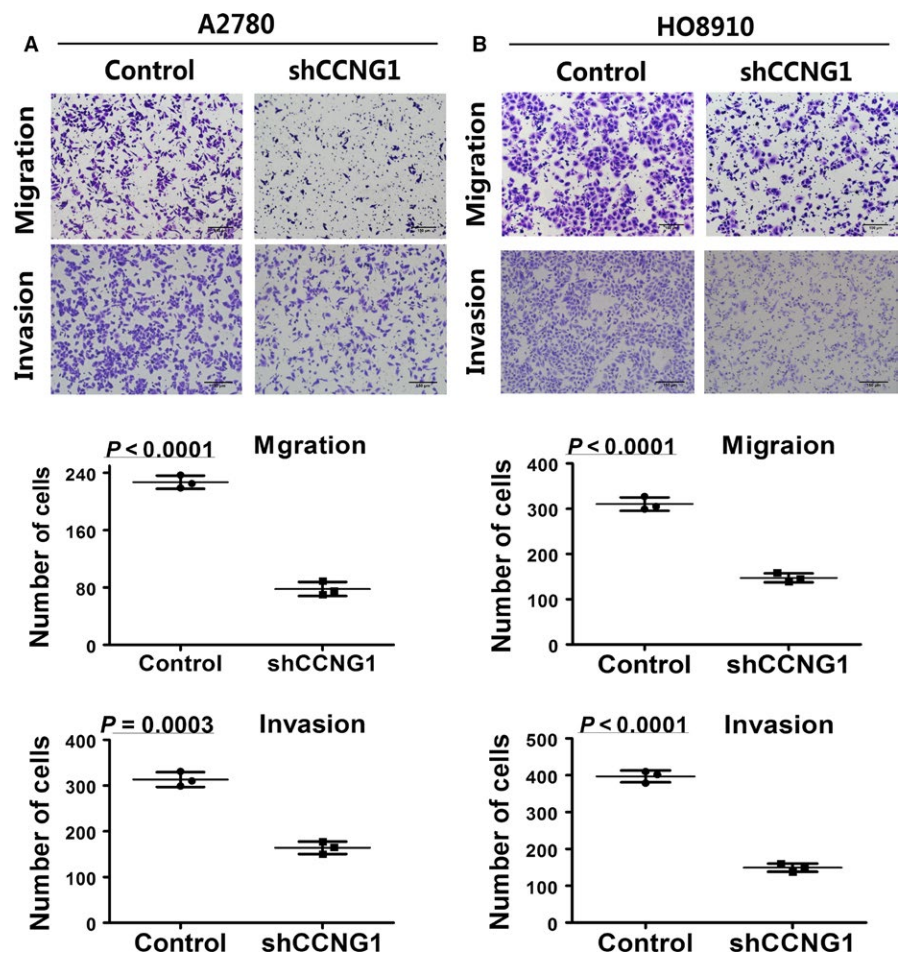 A
A2780
Control
shCCNG1
Migration
Invasion
B
HO8910
Control
shCCNG1
Migration
Invasion
P < 0.0001
Mgration
Number of cells
240
160
80
0
Control
shCCNG1
P < 0.0001
Migraion
Number of cells
400
300
200
100
0
Control
shCCNG1
P = 0.0003
Invasion
Number of cells
400
300
200
100
0
Control
shCCNG1
P < 0.0001
Invasion
Number of cells
500
400
300
200
100
0
Control
shCCNG1